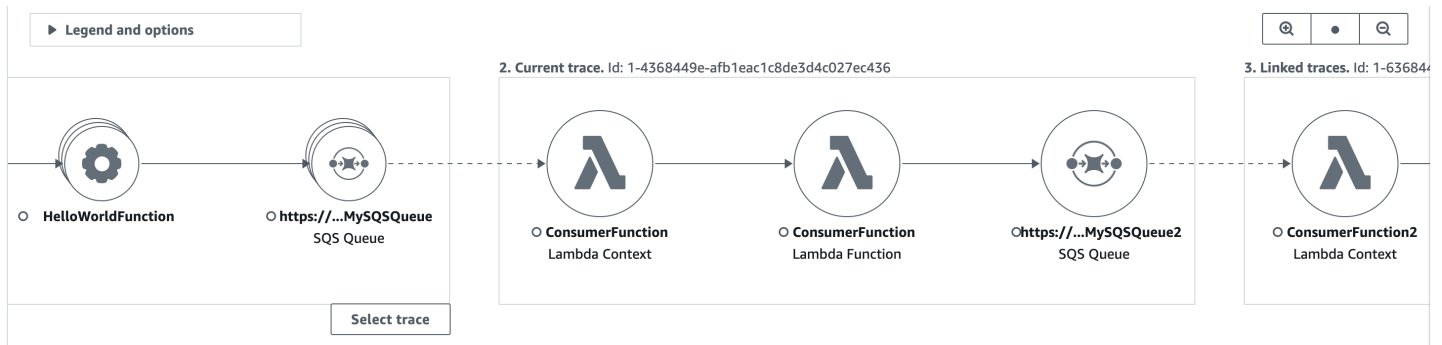 Legend and options
2. Current trace. Id: 1-4368449e-afb1eac1c8de3d4c027ec436
3. Linked traces. Id: 1-636844
HelloWorldFunction
https://...MySQSQueue
SQS Queue
ConsumerFunction
Lambda Context
ConsumerFunction
Lambda Function
https://...MySQSQueue2
SQS Queue
ConsumerFunction2
Lambda Context
Select trace